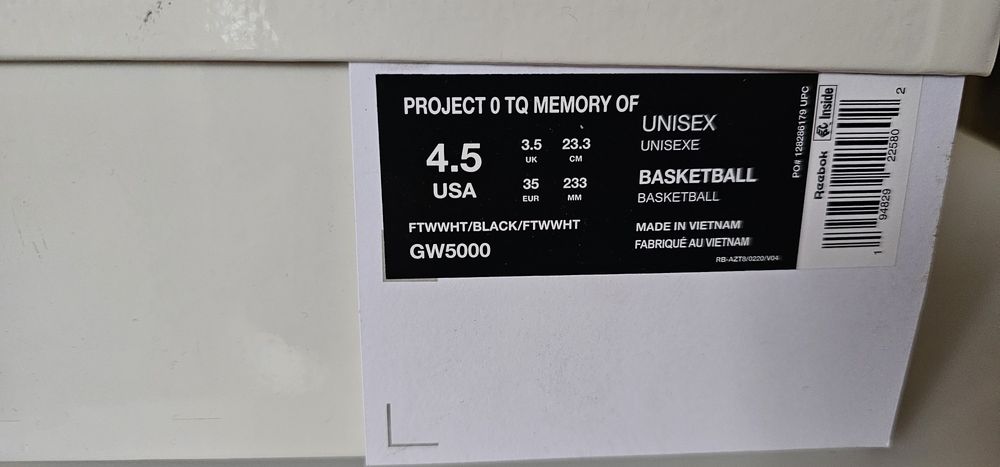 PROJECT 0 TQ MEMORY OF
4.5
USA
3.5
UK
23.3
CM
35
EUR
233
MM
FTWWHT/BLACK/FTWWHT
GW5000
UNISEX
UNISEXE
BASKETBALL
BASKETBALL
MADE IN VIETNAM
FABRIQUÉ AU VIETNAM
RB-AZT8/0220/V04
PO# 128286179 UPC
Reebok
Inside
1 94829 22580 2